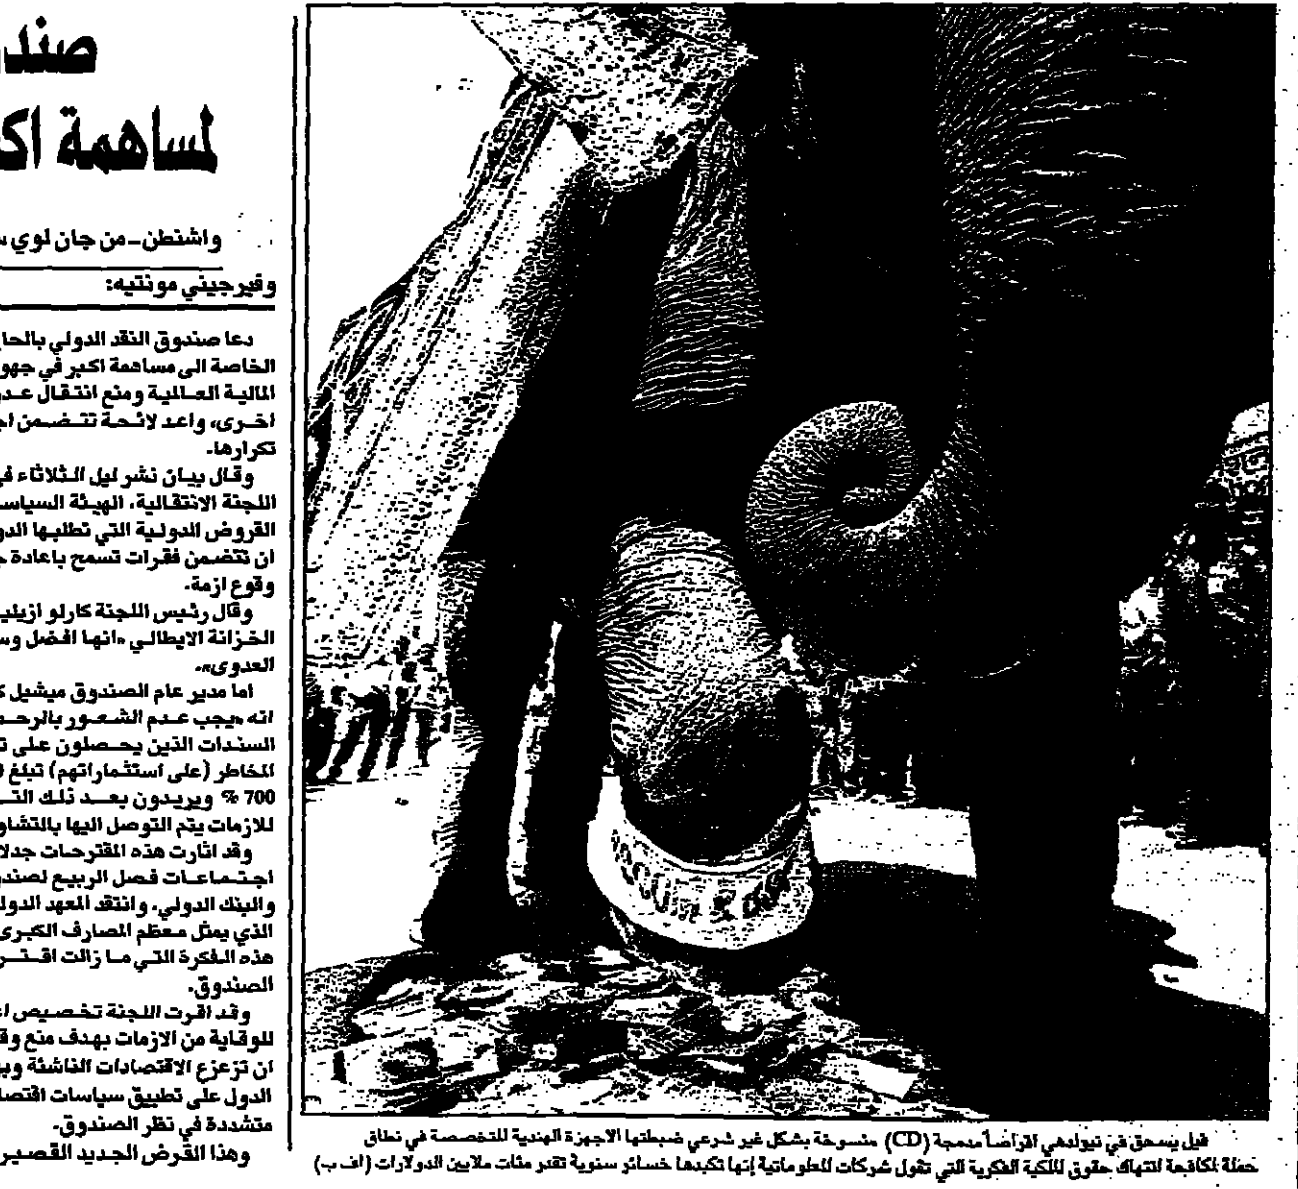 صندو
لمساهمة اك
واشنطن-من جان لوي
وفيرجيني مونتيه:
دعا صندوق النقد الدولي بالحا
الخاصة الى مساهمة اكبر في جهو
المالية العالمية ومنع انتقال عد
اخرى، واعد لائحة تتضمن اج
تكرارها.
وقال بيان نشر ليل الثلاثاء في
اللجنة الانتقالية، الهيئة السياس
القروض الدولية التي تطلبها الدو
ان تتضمن فقرات تسمح باعادة ج
وقوع ازمة.
وقال رئيس اللجنة كارلو ازيلي
الخزانة الايطالي «انها افضل وس
العدوى».
اما مدير عام الصندوق ميشيل ك
انه «يجب عدم الشعور بالرحم
السندات الذين يحصلون على ت
المخاطر (على استثماراتهم) تبلغ
700 % ويريدون بعد ذلك الت
للازمات يتم التوصل اليها بالتشاو
وقد اثارت هذه المقترحات جدلا
اجتماعات فصل الربيع لصندو
والبنك الدولي. وانتقد المعهد الدول
الذي يمثل معظم المصارف الكبرى
هذه الفكرة التي ما زالت اقتر
الصندوق.
وقد اقرت اللجنة تخصيص اع
للوقاية من الازمات بهدف منع وق
ان تزعزع الاقتصادات الناشئة وي
الدول على تطبيق سياسات اقتصا
متشددة في نظر الصندوق.
وهذا القرض الجديد القصير
فيل يسحق في نيودلهي اقراصاً مدمجة (CD) منسوخة بشكل غير شرعي ضبطتها الاجهزة الهندية المتخصصة في نطاق
حملة لمكافحة انتهاك حقوق الملكية الفكرية التي تقول شركات المعلوماتية إنها تكبدها خسائر سنوية تقدر مئات ملايين الدولارات (اف ب)